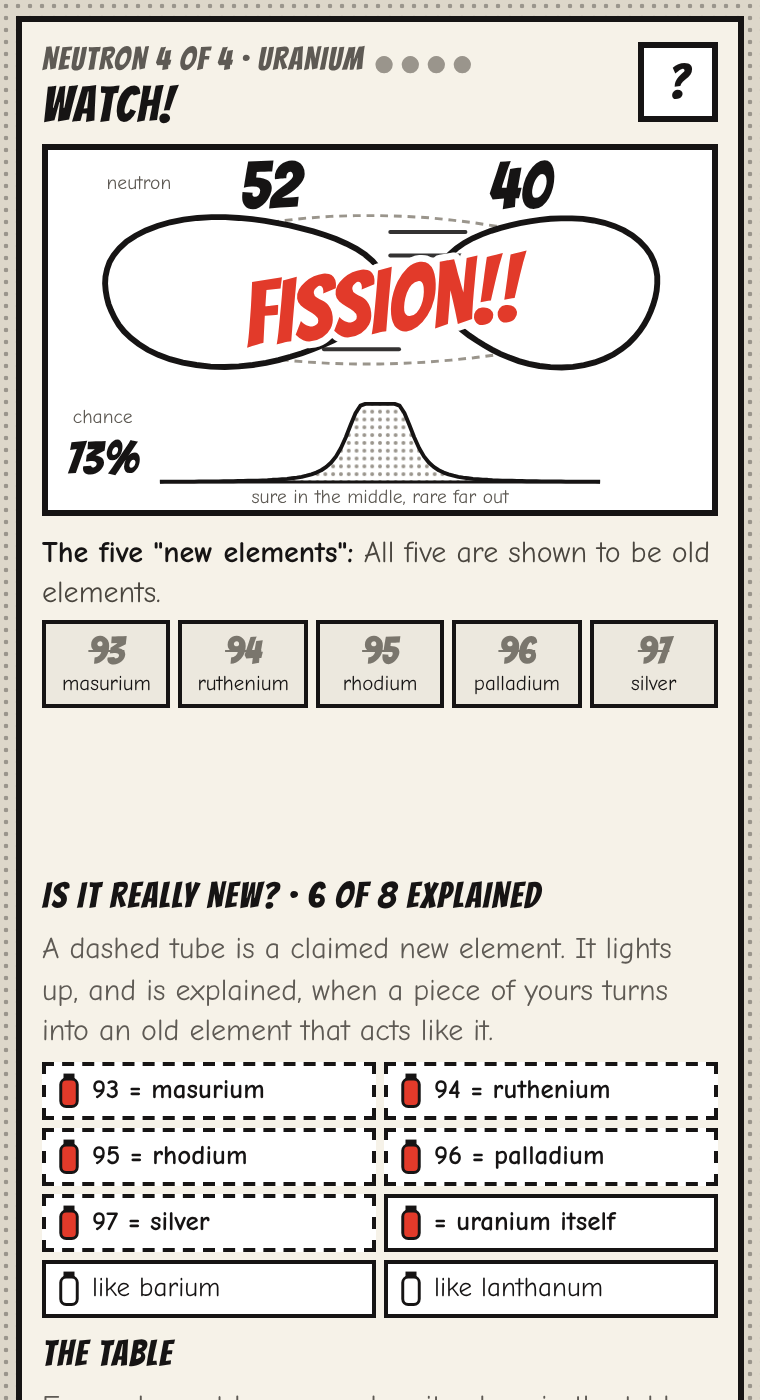 NEUTRON 4 OF 4 · URANIUM
WATCH!
?
neutron
52
40
FISSION!!
chance
73%
sure in the middle, rare far out
The five "new elements": All five are shown to be old
elements.
93
masurium
94
ruthenium
95
rhodium
96
palladium
97
silver
IS IT REALLY NEW? · 6 OF 8 EXPLAINED
A dashed tube is a claimed new element. It lights
up, and is explained, when a piece of yours turns
into an old element that acts like it.
93 = masurium
94 = ruthenium
95 = rhodium
96 = palladium
97 = silver
= uranium itself
like barium
like lanthanum
THE TABLE